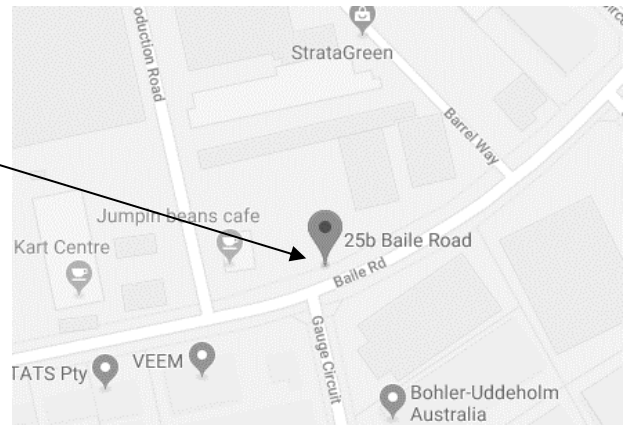 oduction Road
StrataGreen
Barrel Way
Jumpin beans cafe
25b Baile Road
Kart Centre
Baile Rd
Gauge Circuit
TATS Pty
VEEM
Bohler-Uddeholm
Australia